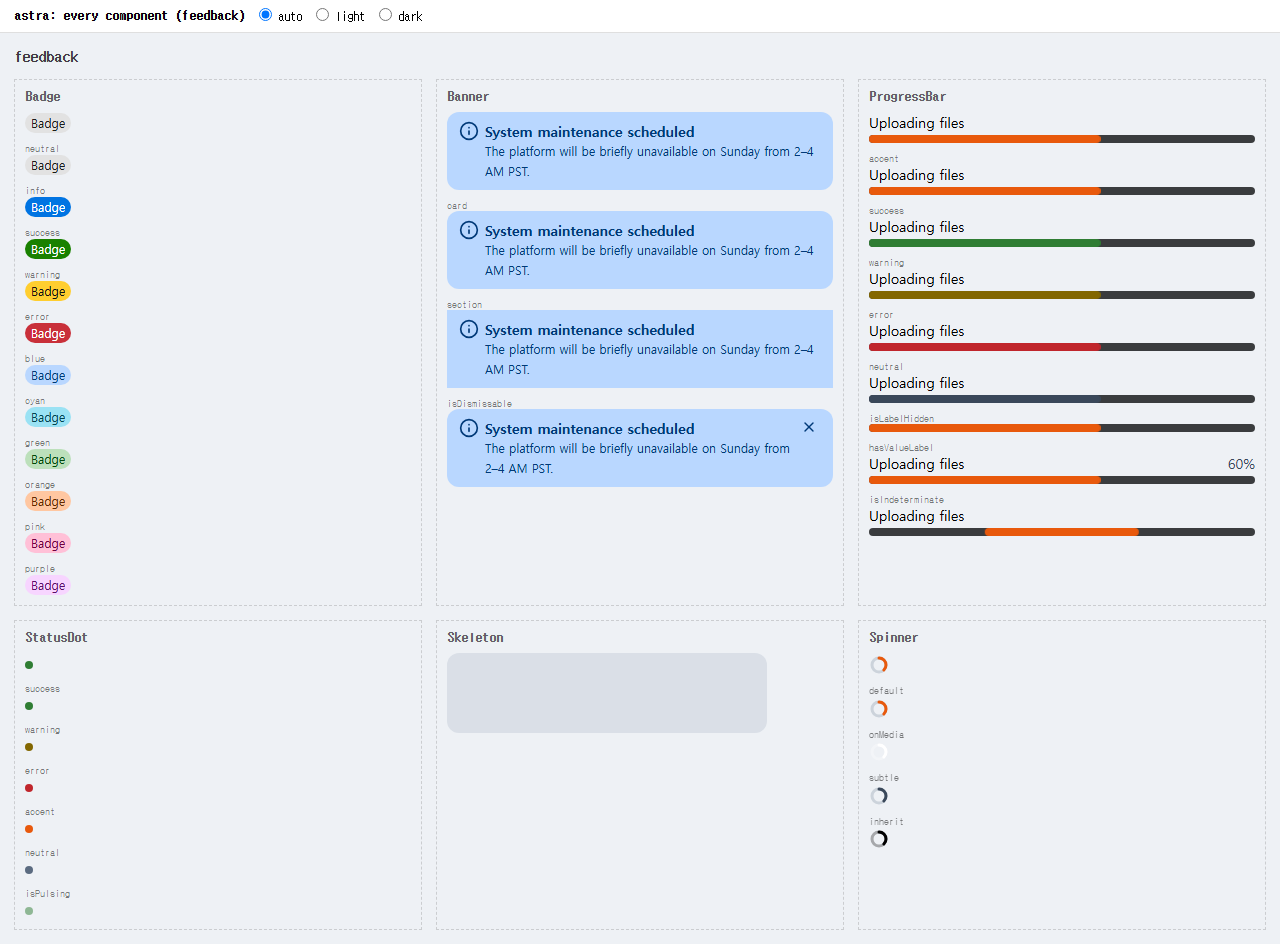 astra: every component (feedback) auto light dark
feedback
Badge
Badge
neutral
Badge
info
Badge
success
Badge
warning
Badge
error
Badge
blue
Badge
cyan
Badge
green
Badge
orange
Badge
pink
Badge
purple
Badge
Banner
System maintenance scheduled
The platform will be briefly unavailable on Sunday from 2–4
AM PST.
card
System maintenance scheduled
The platform will be briefly unavailable on Sunday from 2–4
AM PST.
section
System maintenance scheduled
The platform will be briefly unavailable on Sunday from 2–4
AM PST.
isDismissable
System maintenance scheduled
The platform will be briefly unavailable on Sunday from
2–4 AM PST.
ProgressBar
Uploading files
accent
Uploading files
success
Uploading files
warning
Uploading files
error
Uploading files
neutral
Uploading files
isLabelHidden
hasValueLabel
Uploading files 60%
isIndeterminate
Uploading files
StatusDot
success
warning
error
accent
neutral
isPulsing
Skeleton
Spinner
default
onMedia
subtle
inherit